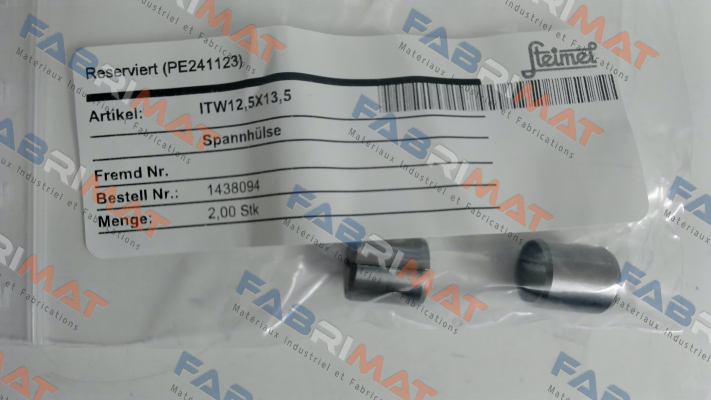 Reserviert (PE241123)
Steimel
Artikel: ITW12,5X13,5
Spannhülse
Fremd Nr.
Bestell Nr.: 1438094
Menge: 2,00 Stk
FABRIMAT
Materiaux Industriel et Fabrications